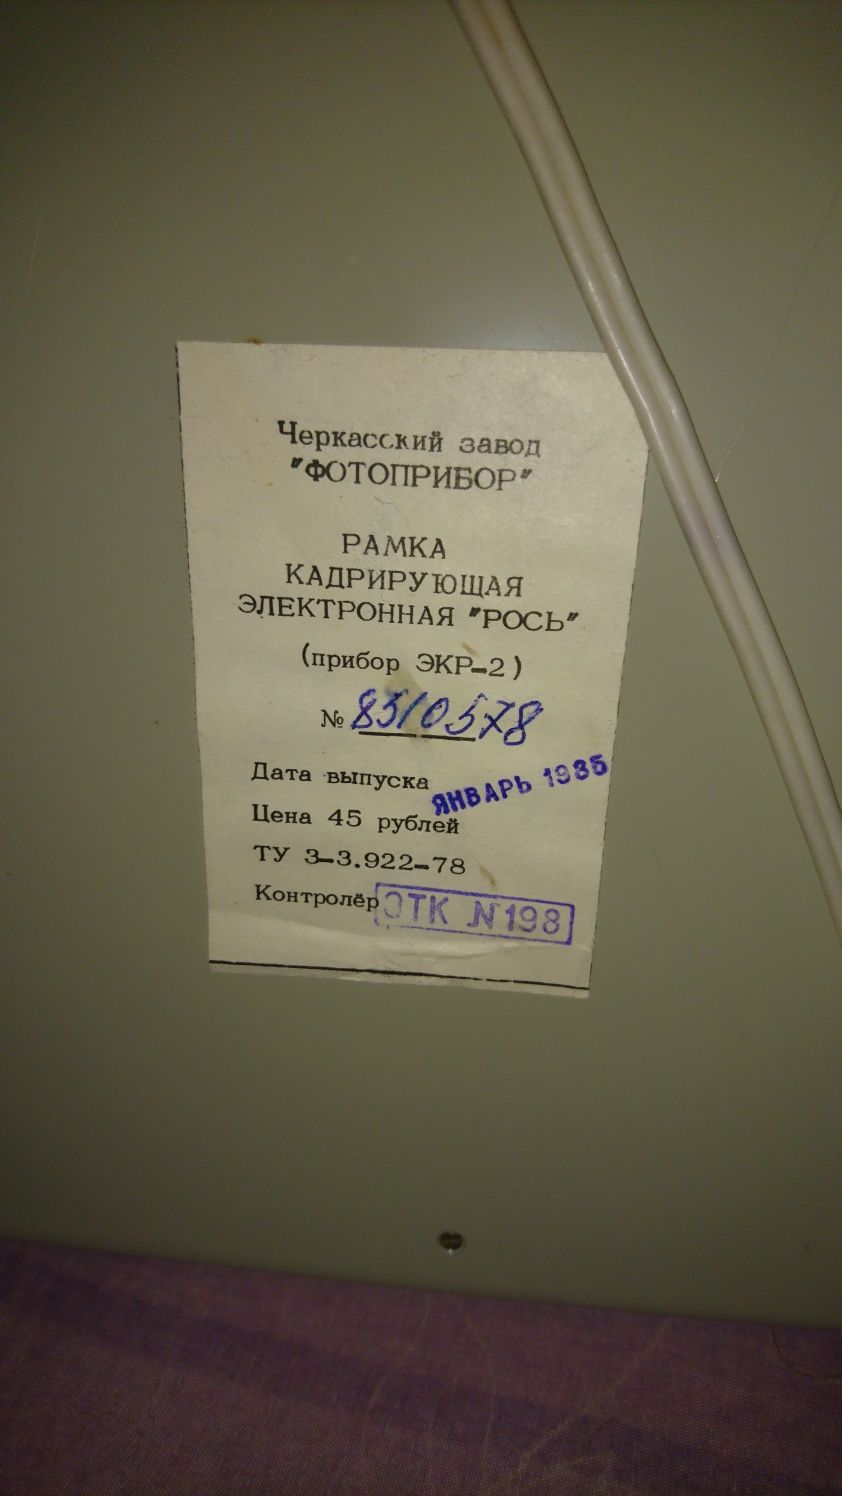 Черкасский завод
"ФОТОПРИБОР"
РАМКА
КАДРИРУЮЩАЯ
ЭЛЕКТРОННАЯ "РОСЬ"
(прибор ЭКР-2)
№ 8510578
Дата выпуска ЯНВАРЬ 1985
Цена 45 рублей
ТУ 3-3.922-78
Контролёр ОТК №198